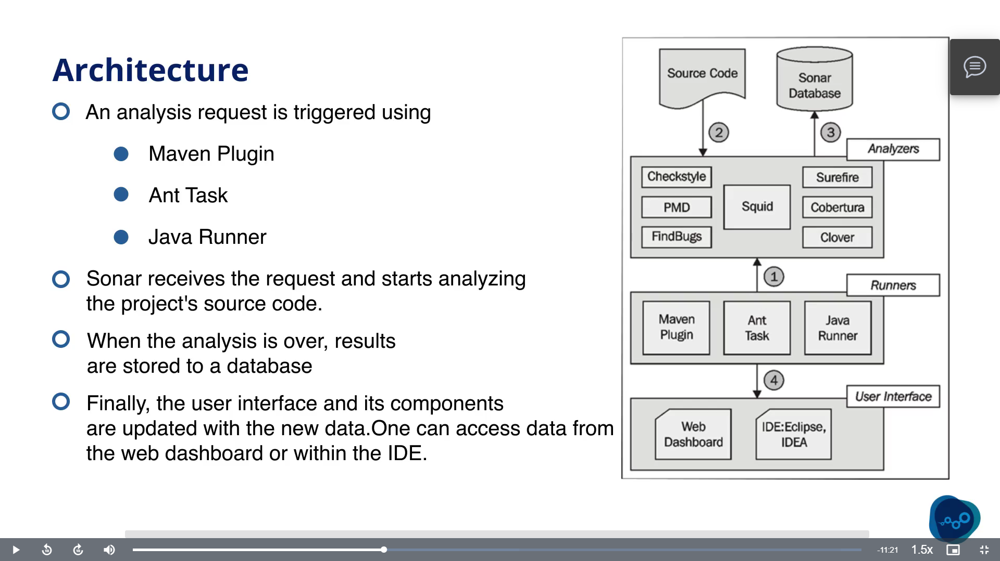 Architecture
An analysis request is triggered using
Maven Plugin
Ant Task
Java Runner
Sonar receives the request and starts analyzing
the project's source code.
When the analysis is over, results
are stored to a database
Finally, the user interface and its components
are updated with the new data.One can access data from
the web dashboard or within the IDE.
Source Code
Sonar
Database
2
3
Analyzers
Checkstyle
PMD
FindBugs
Squid
Surefire
Cobertura
Clover
1
Runners
Maven
Plugin
Ant
Task
Java
Runner
4
User Interface
Web
Dashboard
IDE:Eclipse,
IDEA
10
10
-11:21
1.5x